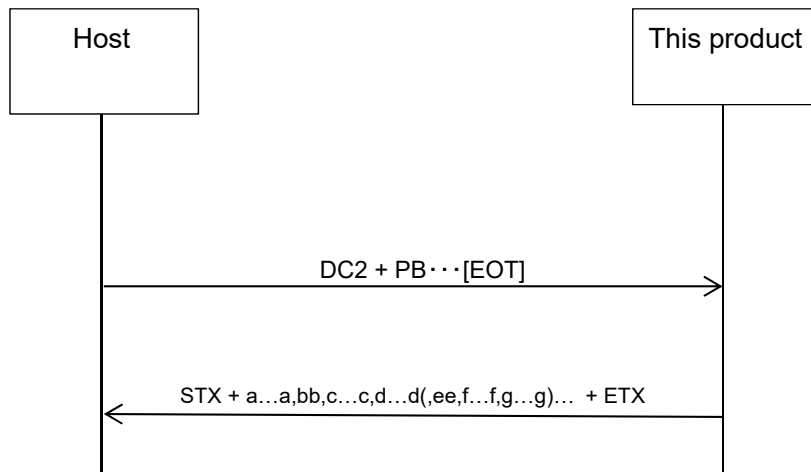 Host
This product
DC2 + PB･･･[EOT]
STX + a…a,bb,c…c,d…d(,ee,f…f,g…g)… + ETX